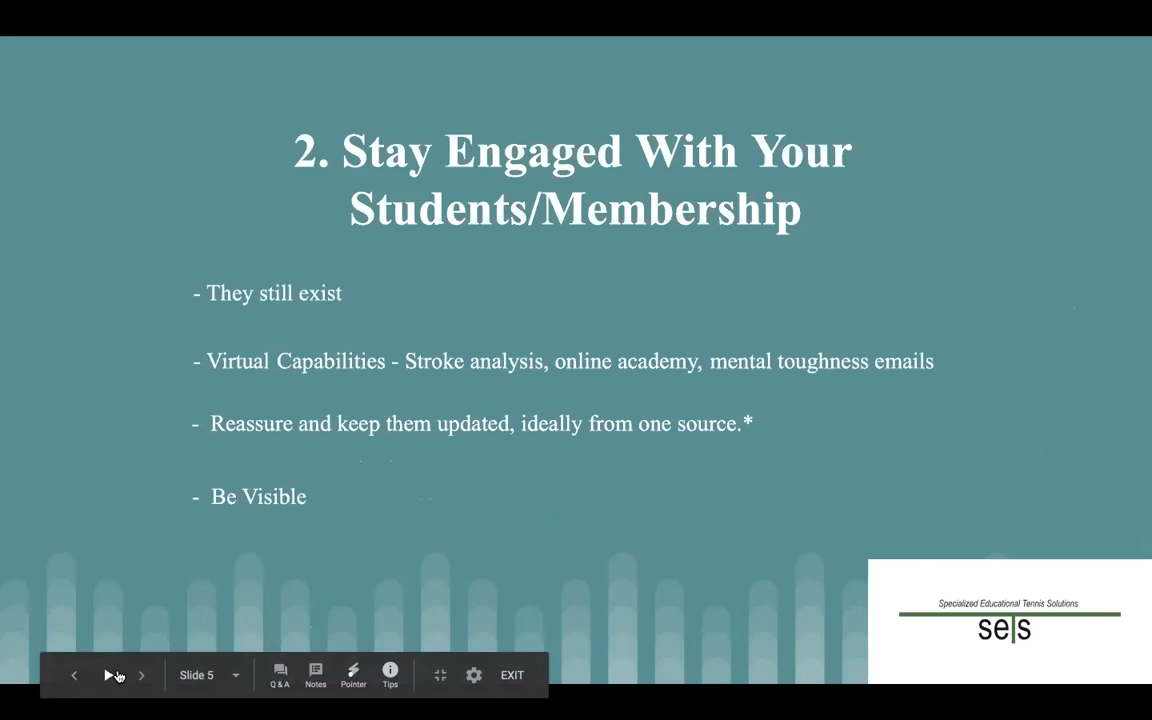 2. Stay Engaged With Your
Students/Membership
- They still exist
- Virtual Capabilities - Stroke analysis, online academy, mental toughness emails
- Reassure and keep them updated, ideally from one source.*
- Be Visible
Specialized Educational Tennis Solutions
sets
Slide 5
Q & A
Notes
Pointer
Tips
EXIT